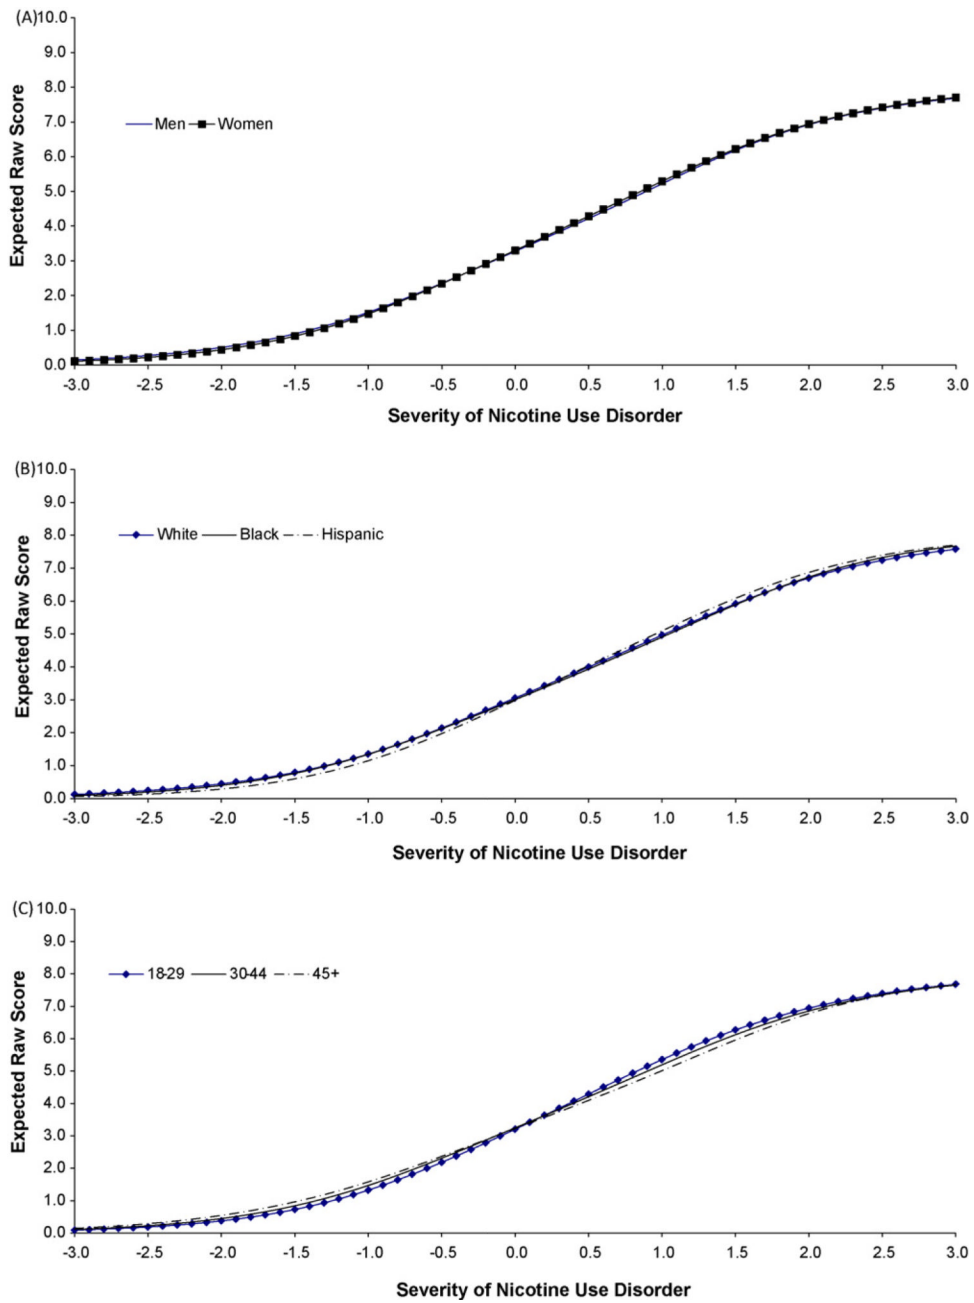 (A)
10.0
9.0
8.0
7.0
6.0
5.0
4.0
3.0
2.0
1.0
0.0
Expected Raw Score
Men Women
-3.0 -2.5 -2.0 -1.5 -1.0 -0.5 0.0 0.5 1.0 1.5 2.0 2.5 3.0
Severity of Nicotine Use Disorder
(B)
10.0
9.0
8.0
7.0
6.0
5.0
4.0
3.0
2.0
1.0
0.0
Expected Raw Score
White Black Hispanic
-3.0 -2.5 -2.0 -1.5 -1.0 -0.5 0.0 0.5 1.0 1.5 2.0 2.5 3.0
Severity of Nicotine Use Disorder
(C)
10.0
9.0
8.0
7.0
6.0
5.0
4.0
3.0
2.0
1.0
0.0
Expected Raw Score
18-29 30-44 45+
-3.0 -2.5 -2.0 -1.5 -1.0 -0.5 0.0 0.5 1.0 1.5 2.0 2.5 3.0
Severity of Nicotine Use Disorder